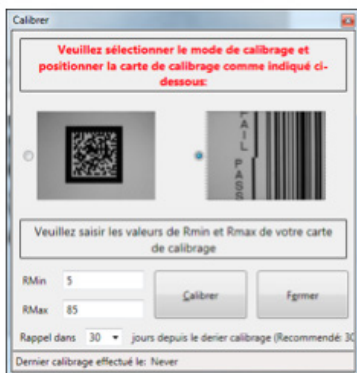 Calibrer
Veuillez sélectionner le mode de calibrage et
positionner la carte de calibrage comme indiqué ci-
dessous:
FAIL PASS
Veuillez saisir les valeurs de Rmin et Rmax de votre carte
de calibrage
RMin 5
RMax 85
Calibrer Fermer
Rappel dans 30 jours depuis le derier calibrage (Recommendé: 30
Dernier calibrage effectué le: Never